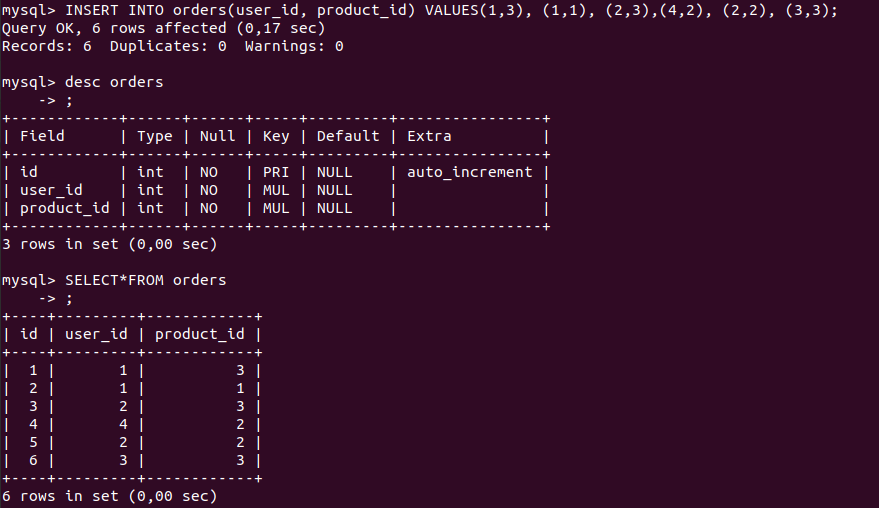 mysql> INSERT INTO orders(user_id, product_id) VALUES(1,3), (1,1), (2,3),(4,2), (2,2), (3,3);
Query OK, 6 rows affected (0,17 sec)
Records: 6  Duplicates: 0  Warnings: 0

mysql> desc orders
    -> ;
+------------+------+------+-----+---------+----------------+
| Field      | Type | Null | Key | Default | Extra          |
+------------+------+------+-----+---------+----------------+
| id         | int  | NO   | PRI | NULL    | auto_increment |
| user_id    | int  | NO   | MUL | NULL    |                |
| product_id | int  | NO   | MUL | NULL    |                |
+------------+------+------+-----+---------+----------------+
3 rows in set (0,00 sec)

mysql> SELECT*FROM orders
    -> ;
+----+---------+------------+
| id | user_id | product_id |
+----+---------+------------+
|  1 |       1 |          3 |
|  2 |       1 |          1 |
|  3 |       2 |          3 |
|  4 |       4 |          2 |
|  5 |       2 |          2 |
|  6 |       3 |          3 |
+----+---------+------------+
6 rows in set (0,00 sec)